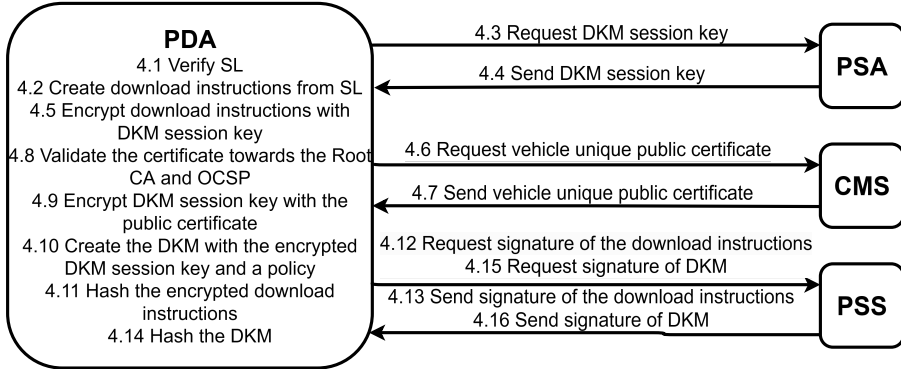 PDA
4.1 Verify SL
4.2 Create download instructions from SL
4.5 Encrypt download instructions with
DKM session key
4.8 Validate the certificate towards the Root
CA and OCSP
4.9 Encrypt DKM session key with the
public certificate
4.10 Create the DKM with the encrypted
DKM session key and a policy
4.11 Hash the encrypted download
instructions
4.14 Hash the DKM
4.3 Request DKM session key
4.4 Send DKM session key
PSA
4.6 Request vehicle unique public certificate
4.7 Send vehicle unique public certificate
CMS
4.12 Request signature of the download instructions
4.15 Request signature of DKM
4.13 Send signature of the download instructions
4.16 Send signature of DKM
PSS